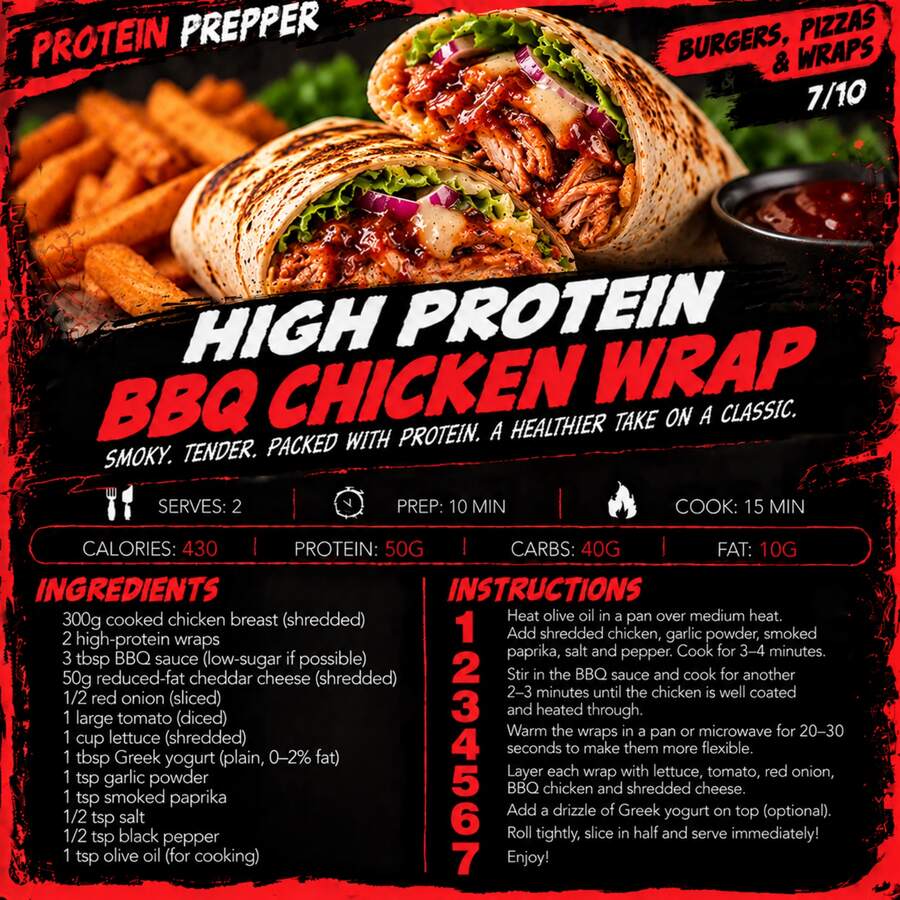 PROTEIN PREPPER
BURGERS, PIZZAS
& WRAPS
7/10
HIGH PROTEIN
BBQ CHICKEN WRAP
SMOKY. TENDER. PACKED WITH PROTEIN. A HEALTHIER TAKE ON A CLASSIC.
SERVES: 2
PREP: 10 MIN
COOK: 15 MIN
CALORIES: 430
PROTEIN: 50G
CARBS: 40G
FAT: 10G
INGREDIENTS
300g cooked chicken breast (shredded)
2 high-protein wraps
3 tbsp BBQ sauce (low-sugar if possible)
50g reduced-fat cheddar cheese (shredded)
1/2 red onion (sliced)
1 large tomato (diced)
1 cup lettuce (shredded)
1 tbsp Greek yogurt (plain, 0–2% fat)
1 tsp garlic powder
1 tsp smoked paprika
1/2 tsp salt
1/2 tsp black pepper
1 tsp olive oil (for cooking)
INSTRUCTIONS
1 Heat olive oil in a pan over medium heat.
Add shredded chicken, garlic powder, smoked
paprika, salt and pepper. Cook for 3–4 minutes.
2 Stir in the BBQ sauce and cook for another
2–3 minutes until the chicken is well coated
3 and heated through.
4 Warm the wraps in a pan or microwave for 20–30
seconds to make them more flexible.
5 Layer each wrap with lettuce, tomato, red onion,
BBQ chicken and shredded cheese.
6 Add a drizzle of Greek yogurt on top (optional).
Roll tightly, slice in half and serve immediately!
7 Enjoy!